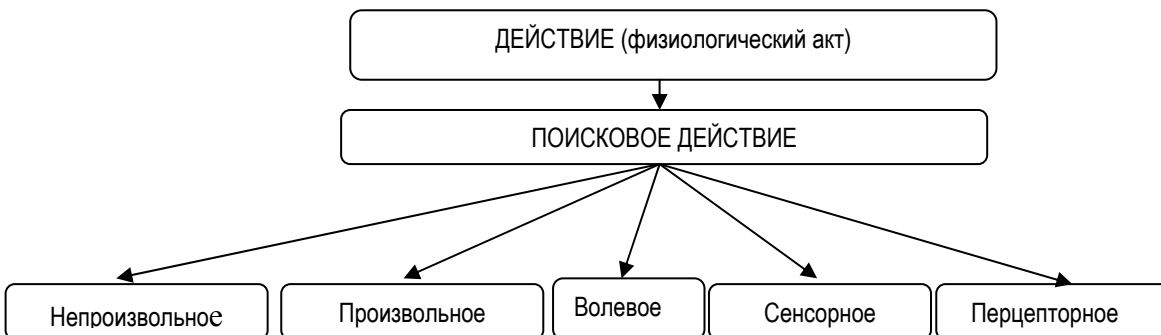 ДЕЙСТВИЕ (физиологический акт)
ПОИСКОВОЕ ДЕЙСТВИЕ
Непроизвольное
Произвольное
Волевое
Сенсорное
Перцепторное